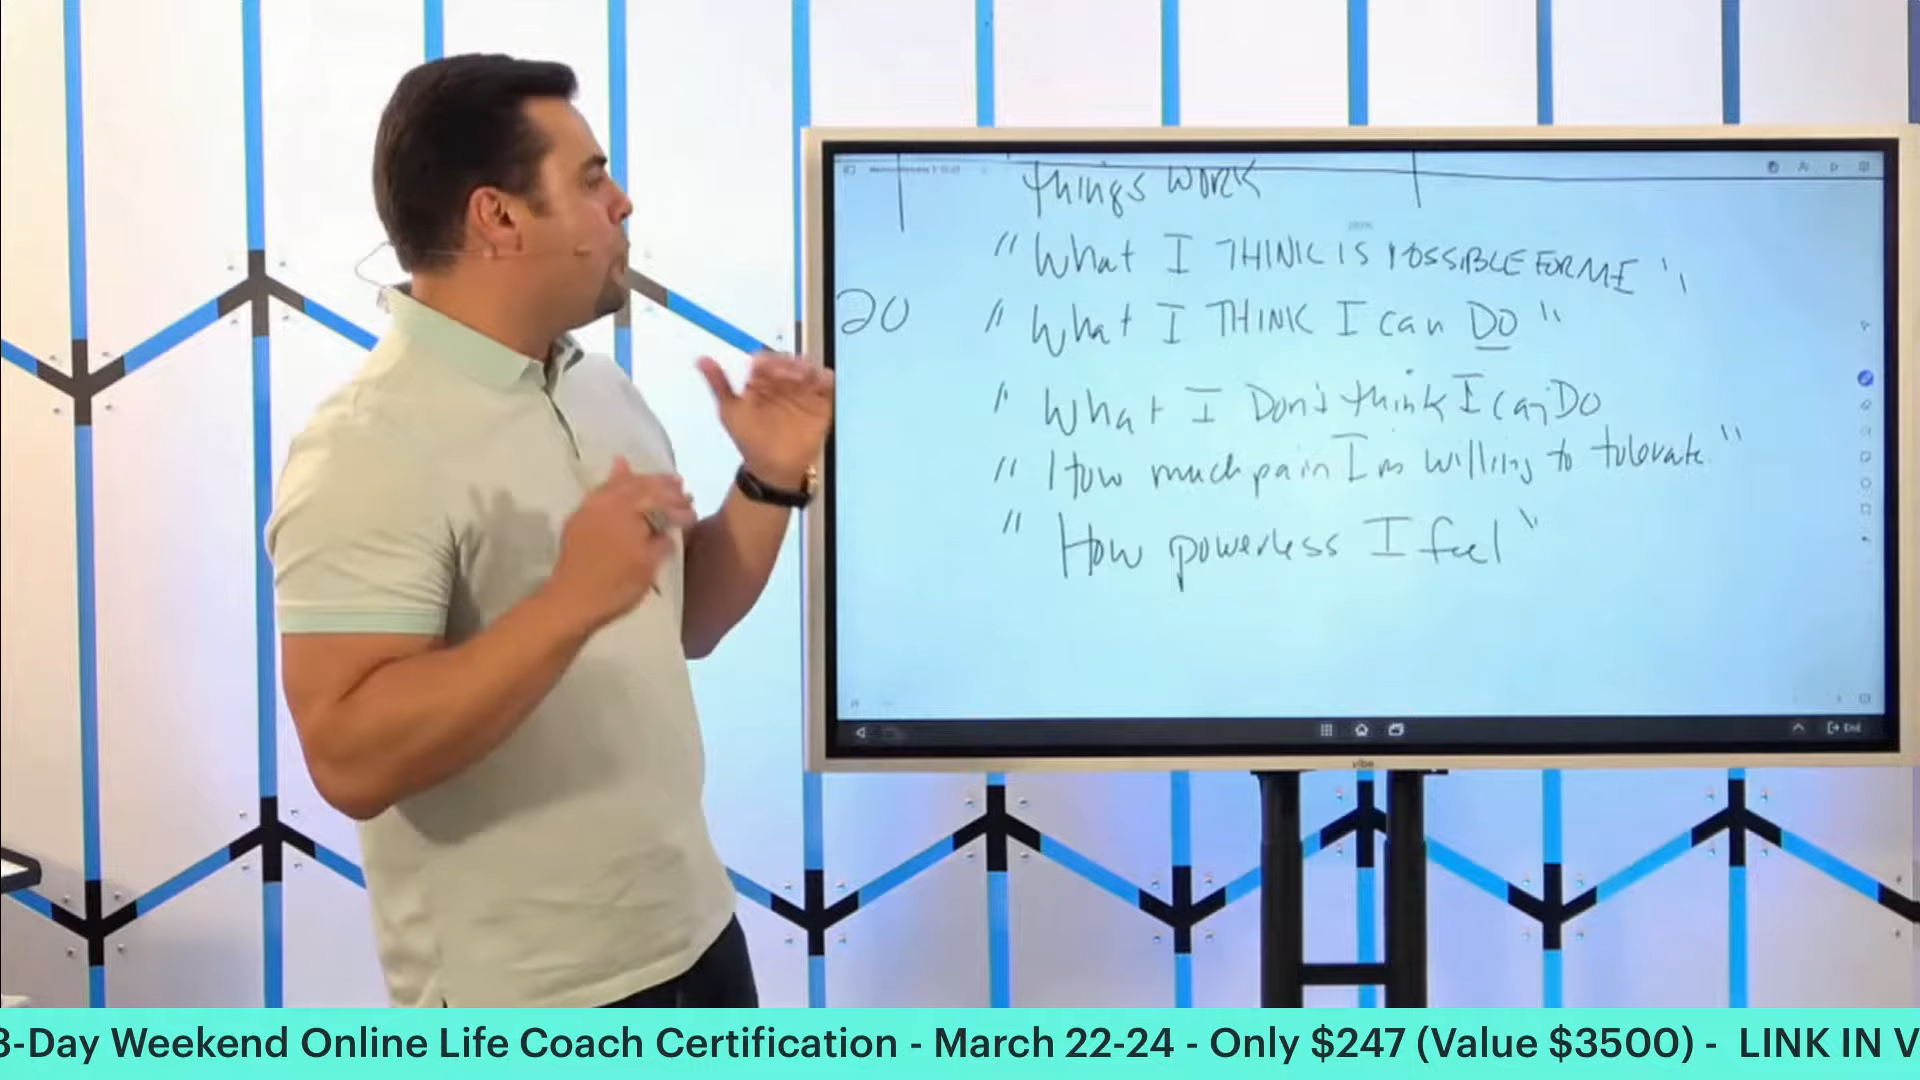 things WORK
"What I THINK IS POSSIBLE FOR ME"
20 "What I THINK I can DO"
" What I Don't think I can DO
" How much pain I'm willing to tolerate."
" How powerless I feel"
End
vibe
3-Day Weekend Online Life Coach Certification - March 22-24 - Only $247 (Value $3500) - LINK IN V